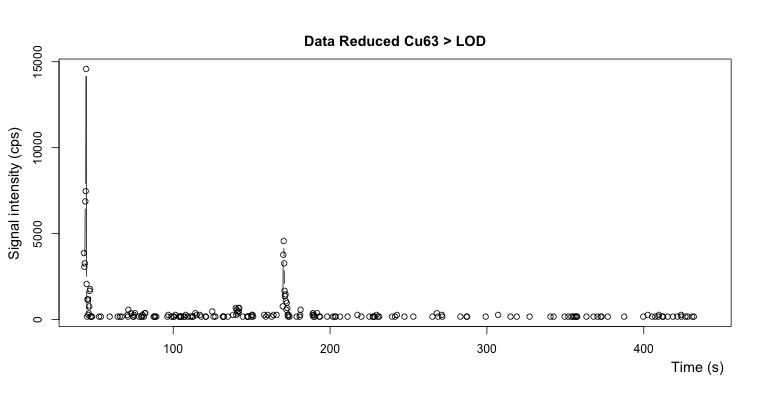 Data Reduced Cu63 > LOD
Signal intensity (cps)
15000
10000
5000
0
100 200 300 400
Time (s)